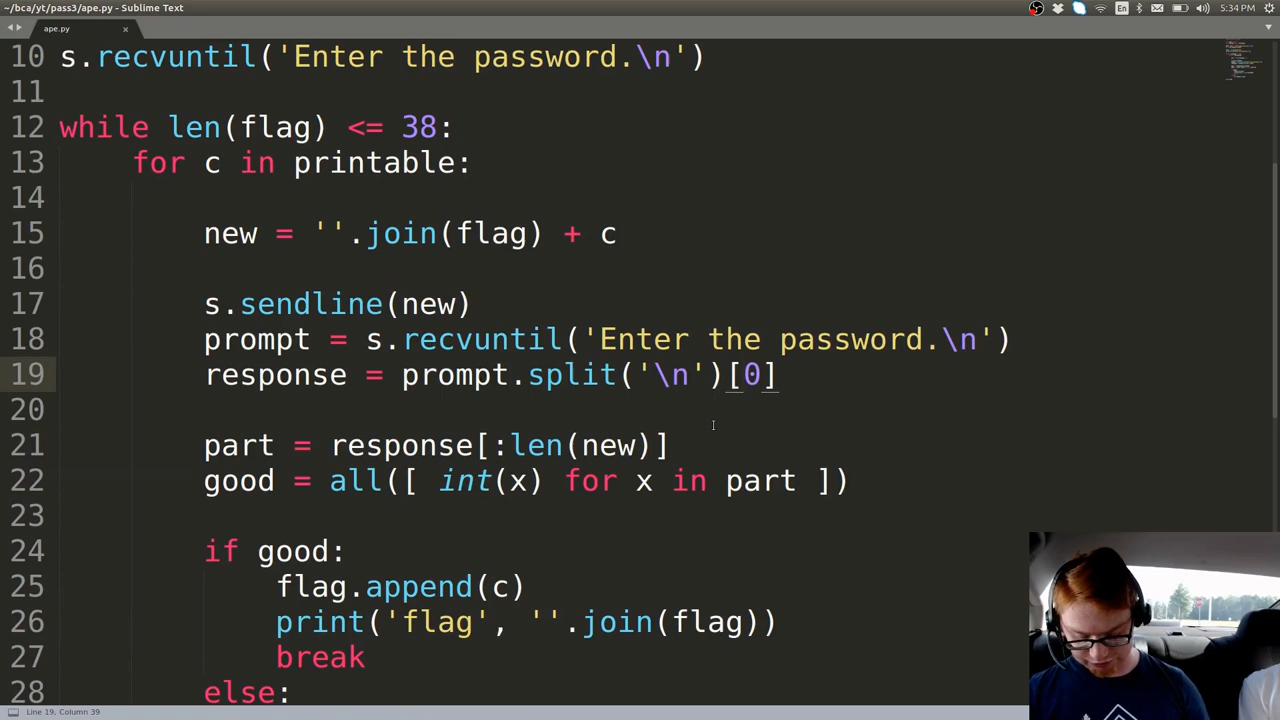 ~/bca/yt/pass3/ape.py - Sublime Text
En
5:34 PM
ape.py
×
10 s.recvuntil('Enter the password.\n')
11
12 while len(flag) <= 38:
13 for c in printable:
14
15 new = ''.join(flag) + c
16
17 s.sendline(new)
18 prompt = s.recvuntil('Enter the password.\n')
19 response = prompt.split('\n')[0]
20
21 part = response[:len(new)]
22 good = all([ int(x) for x in part ])
23
24 if good:
25 flag.append(c)
26 print('flag', ''.join(flag))
27 break
28 else:
Line 19, Column 39